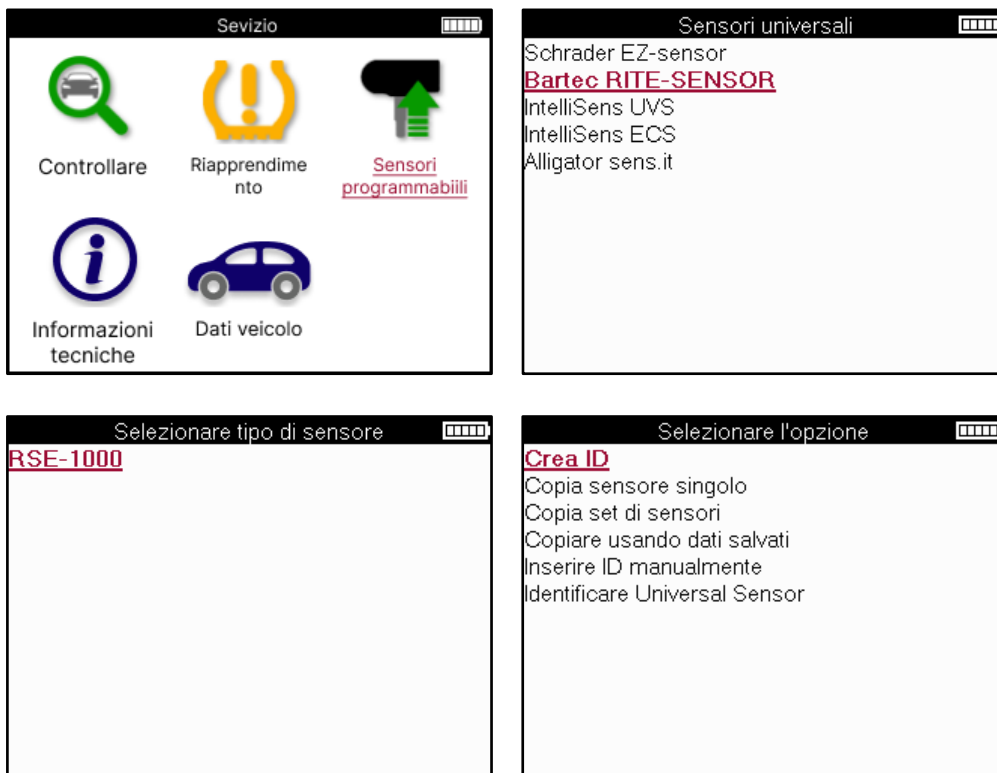 Sevizio
Controllare
Riapprendime
nto
Sensori
programmabiili
Informazioni
tecniche
Dati veicolo
Sensori universali
Schrader EZ-sensor
Bartec RITE-SENSOR
IntelliSens UVS
IntelliSens ECS
Alligator sens.it
Selezionare tipo di sensore
RSE-1000
Selezionare l'opzione
Crea ID
Copia sensore singolo
Copia set di sensori
Copiare usando dati salvati
Inserire ID manualmente
Identificare Universal Sensor